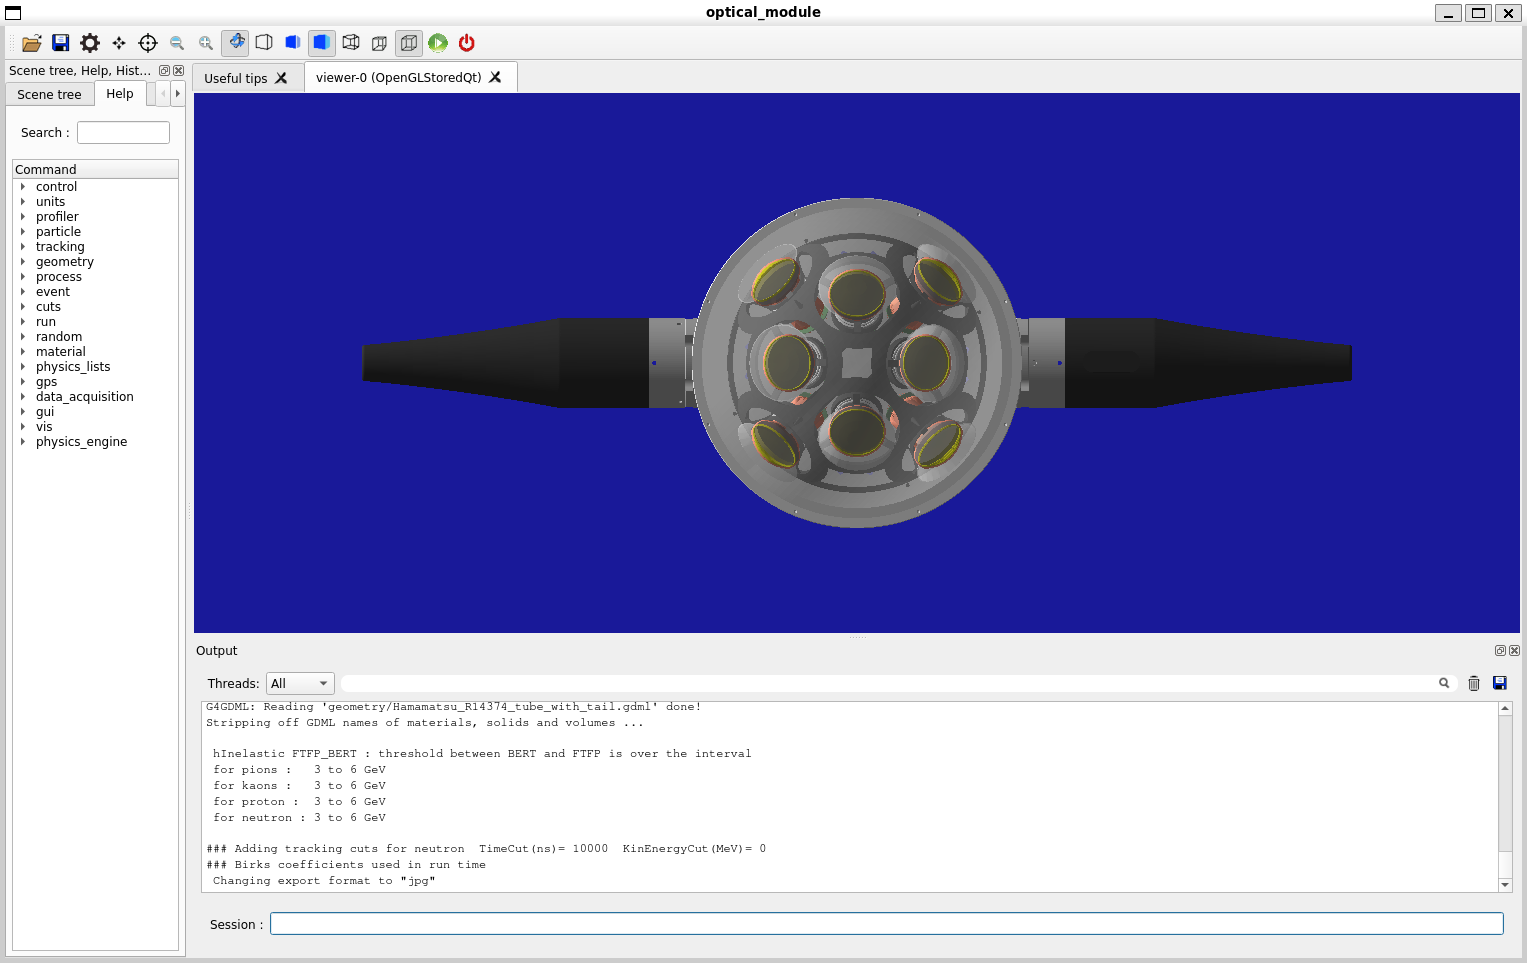 optical_module
Scene tree, Help, Hist...
Scene tree
Help
Search :
Command
control
units
profiler
particle
tracking
geometry
process
event
cuts
run
random
material
physics_lists
gps
data_acquisition
gui
vis
physics_engine
Useful tips
viewer-0 (OpenGLStoredQt)
Output
Threads: All
G4GDML: Reading 'geometry/Hamamatsu_R14374_tube_with_tail.gdml' done!
Stripping off GDML names of materials, solids and volumes ...
hInelastic FTFP_BERT : threshold between BERT and FTFP is over the interval
for pions :   3 to 6 GeV
for kaons :   3 to 6 GeV
for proton :  3 to 6 GeV
for neutron : 3 to 6 GeV
### Adding tracking cuts for neutron  TimeCut(ns)= 10000  KinEnergyCut(MeV)= 0
### Birks coefficients used in run time
Changing export format to "jpg"
Session :